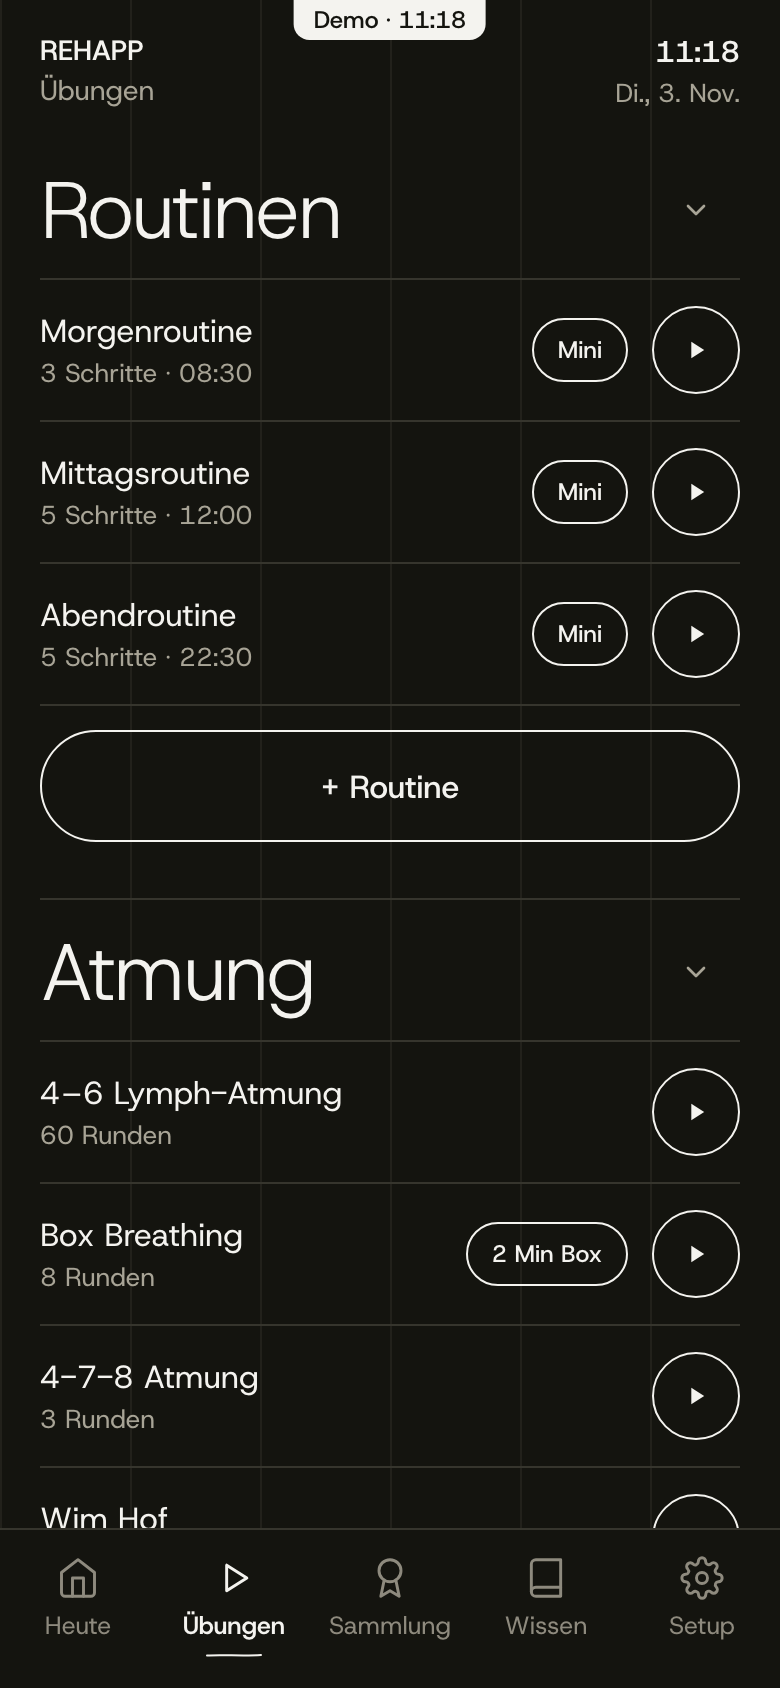 Demo · 11:18
REHAPP
11:18
Übungen
Di., 3. Nov.
Routinen
Morgenroutine
3 Schritte · 08:30
Mini
Mittagsroutine
5 Schritte · 12:00
Mini
Abendroutine
5 Schritte · 22:30
Mini
+ Routine
Atmung
4–6 Lymph–Atmung
60 Runden
Box Breathing
8 Runden
2 Min Box
4–7–8 Atmung
3 Runden
Wim Hof
Heute
Übungen
Sammlung
Wissen
Setup